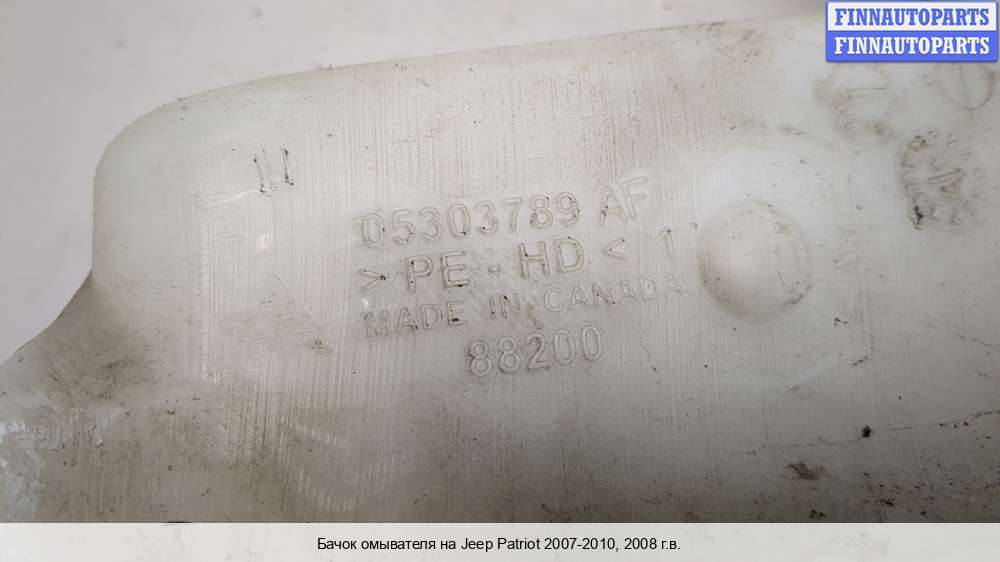 FINNAUTOPARTS
FINNAUTOPARTS
11
05303789 AF
>PE-HD< 1
MADE IN CANADA
88200
Бачок омывателя на Jeep Patriot 2007-2010, 2008 г.в.